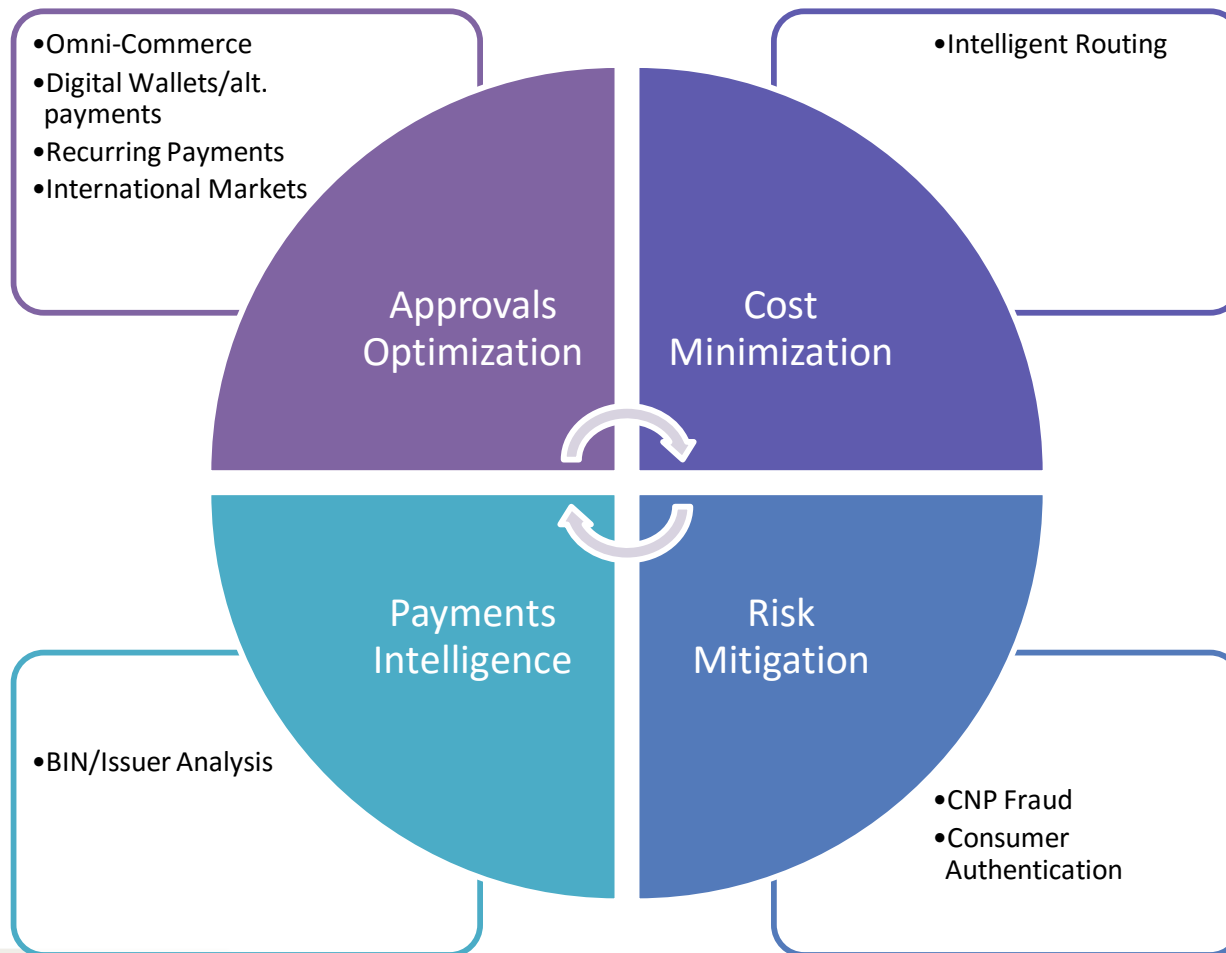 •Omni-Commerce
•Digital Wallets/alt.
payments
•Recurring Payments
•International Markets
•Intelligent Routing
Approvals
Optimization
Cost
Minimization
Payments
Intelligence
Risk
Mitigation
•BIN/Issuer Analysis
•CNP Fraud
•Consumer
Authentication